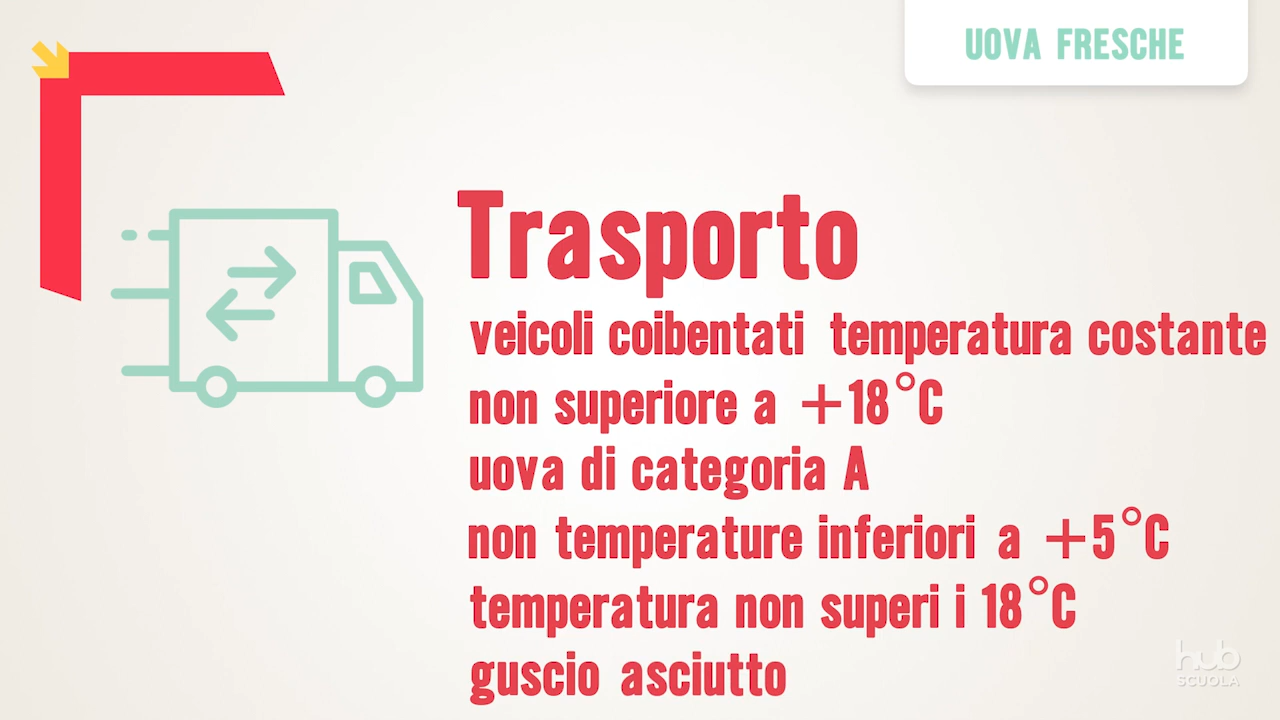 UOVA FRESCHE
Trasporto
veicoli coibentati temperatura costante
non superiore a +18°C
uova di categoria A
non temperature inferiori a +5°C
temperatura non superi i 18°C
guscio asciutto
hub
SCUOLA